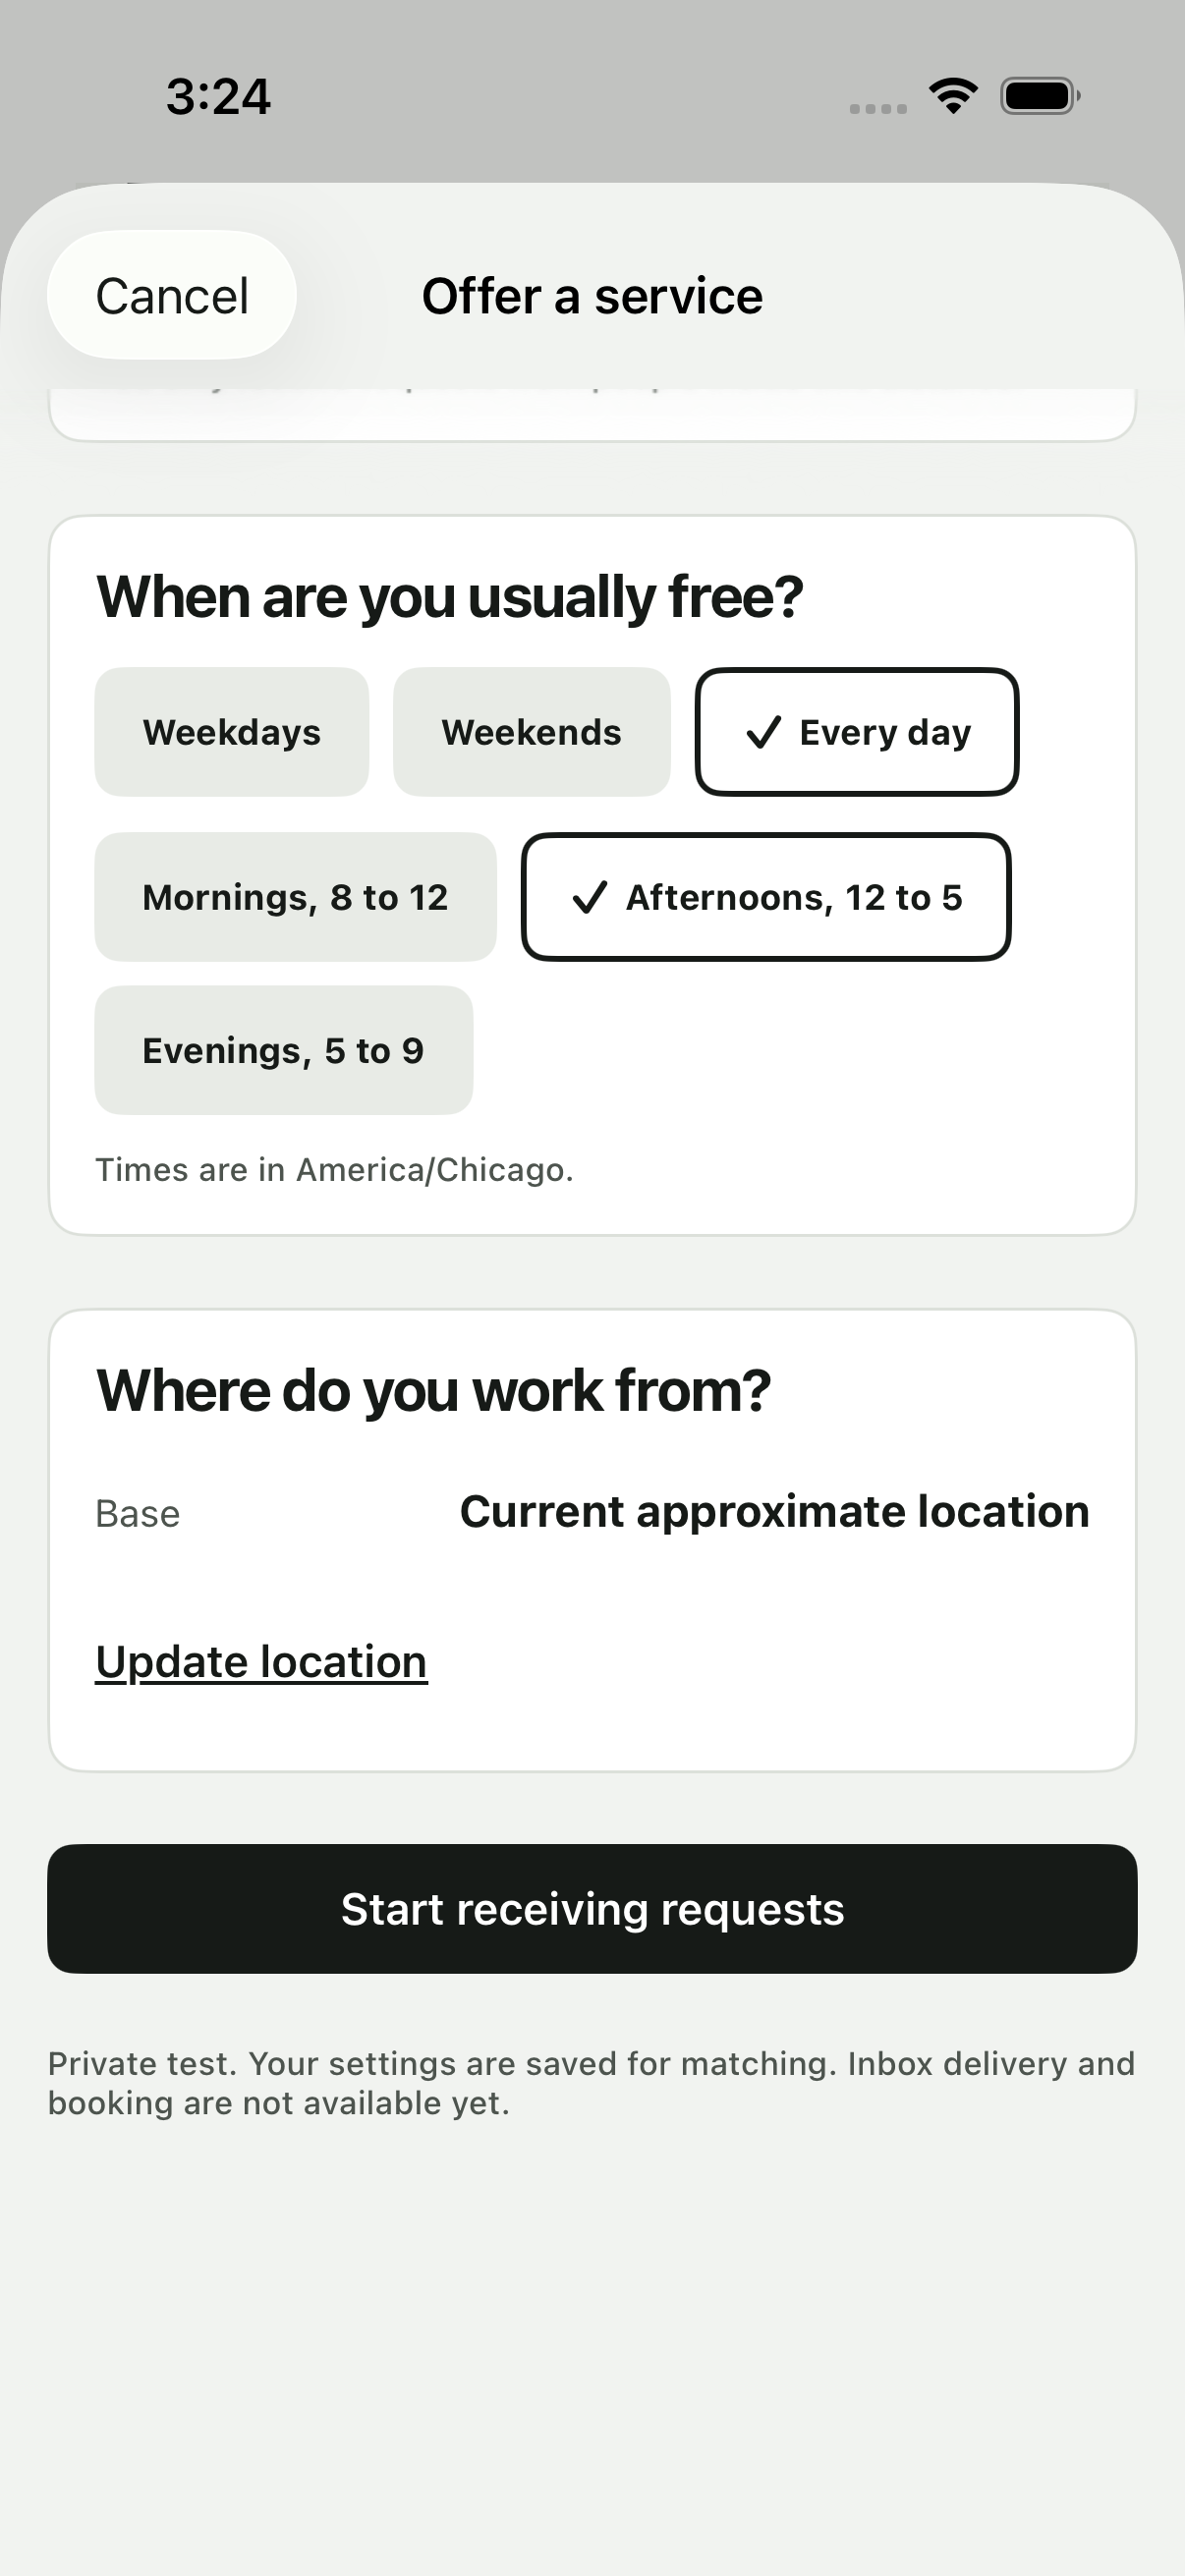 3:24
Cancel
Offer a service
When are you usually free?
Weekdays
Weekends
Every day
Mornings, 8 to 12
Afternoons, 12 to 5
Evenings, 5 to 9
Times are in America/Chicago.
Where do you work from?
Base
Current approximate location
Update location
Start receiving requests
Private test. Your settings are saved for matching. Inbox delivery and
booking are not available yet.